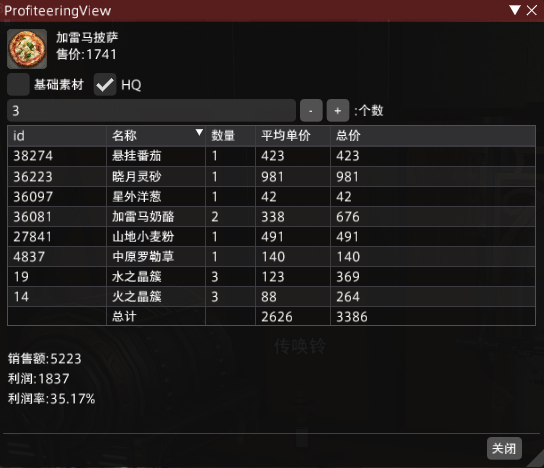 ProfiteeringView
加雷马披萨
售价:1741
基础素材 HQ
3 - + :个数
id 名称 数量 平均单价 总价
38274 悬挂番茄 1 423 423
36223 晓月灵砂 1 981 981
36097 星外洋葱 1 42 42
36081 加雷马奶酪 2 338 676
27841 山地小麦粉 1 491 491
4837 中原罗勒草 1 140 140
19 水之晶簇 3 123 369
14 火之晶簇 3 88 264
总计 2626 3386
传唤铃
销售额:5223
利润:1837
利润率:35.17%
关闭